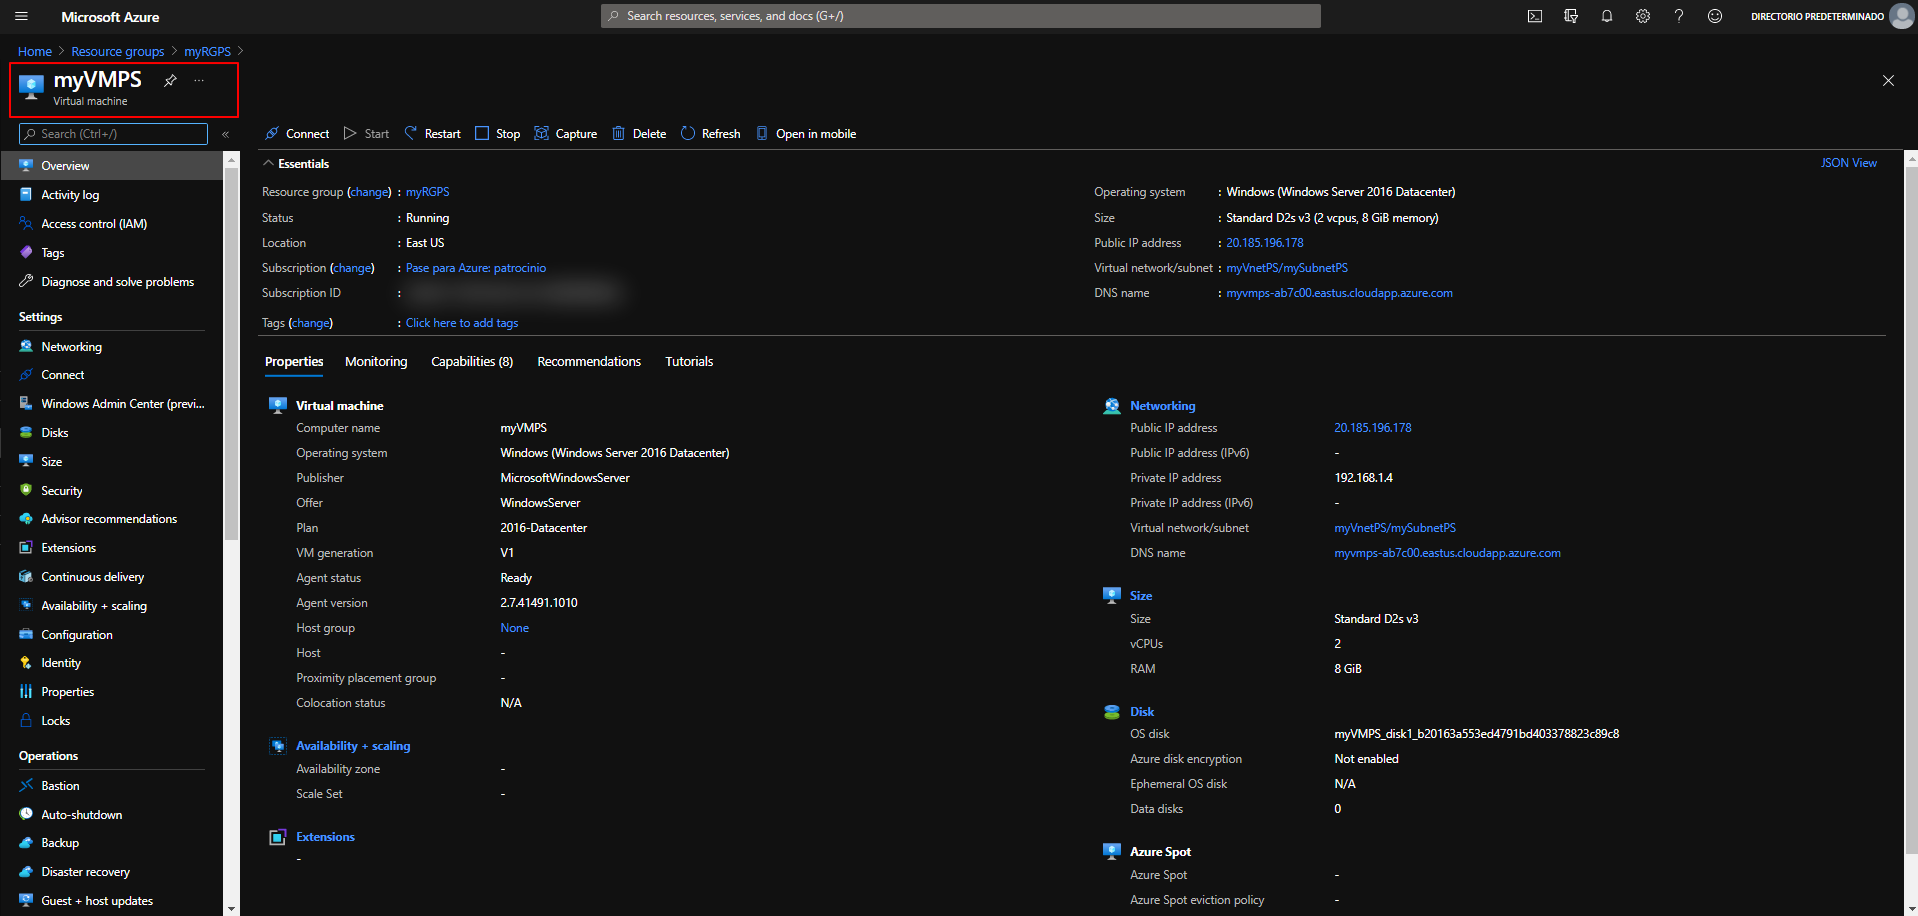 Microsoft Azure
Search resources, services, and docs (G+/)
DIRECTORIO PREDETERMINADO
Home > Resource groups > myRGPS >
myVMPS
...
Virtual machine
Search (Ctrl+/)
«
Connect
Start
Restart
Stop
Capture
Delete
Refresh
Open in mobile
Overview
Activity log
Access control (IAM)
Tags
Diagnose and solve problems
Settings
Networking
Connect
Windows Admin Center (previ...
Disks
Size
Security
Advisor recommendations
Extensions
Continuous delivery
Availability + scaling
Configuration
Identity
Properties
Locks
Operations
Bastion
Auto-shutdown
Backup
Disaster recovery
Guest + host updates
Essentials
JSON View
Resource group (change) : myRGPS
Status : Running
Location : East US
Subscription (change) : Pase para Azure: patrocinio
Subscription ID :
Tags (change) : Click here to add tags
Operating system : Windows (Windows Server 2016 Datacenter)
Size : Standard D2s v3 (2 vcpus, 8 GiB memory)
Public IP address : 20.185.196.178
Virtual network/subnet : myVnetPS/mySubnetPS
DNS name : myvmps-ab7c00.eastus.cloudapp.azure.com
Properties
Monitoring
Capabilities (8)
Recommendations
Tutorials
Virtual machine
Computer name myVMPS
Operating system Windows (Windows Server 2016 Datacenter)
Publisher MicrosoftWindowsServer
Offer WindowsServer
Plan 2016-Datacenter
VM generation V1
Agent status Ready
Agent version 2.7.41491.1010
Host group None
Host -
Proximity placement group -
Colocation status N/A
Availability + scaling
Availability zone -
Scale Set -
Extensions
-
Networking
Public IP address 20.185.196.178
Public IP address (IPv6) -
Private IP address 192.168.1.4
Private IP address (IPv6) -
Virtual network/subnet myVnetPS/mySubnetPS
DNS name myvmps-ab7c00.eastus.cloudapp.azure.com
Size
Size Standard D2s v3
vCPUs 2
RAM 8 GiB
Disk
OS disk myVMPS_disk1_b20163a553ed4791bd403378823c89c8
Azure disk encryption Not enabled
Ephemeral OS disk N/A
Data disks 0
Azure Spot
Azure Spot -
Azure Spot eviction policy -